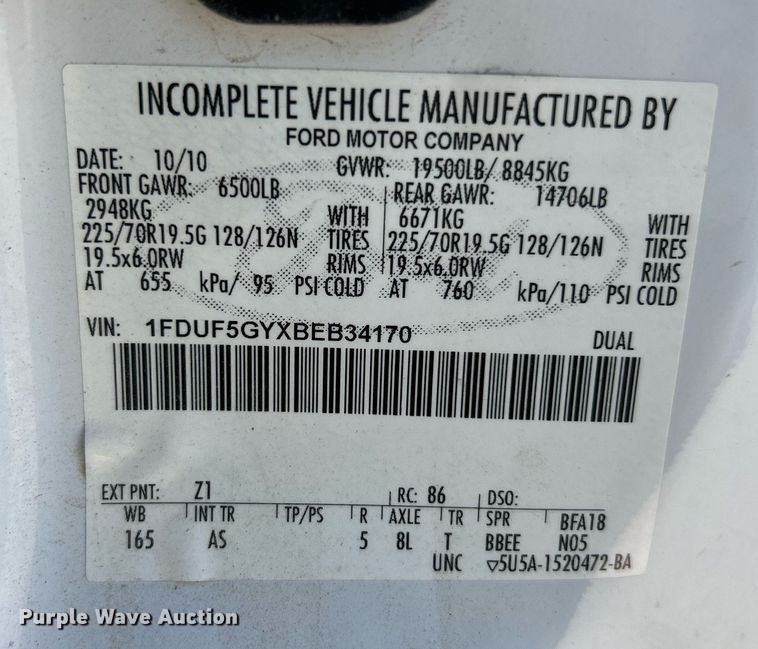 INCOMPLETE VEHICLE MANUFACTURED BY
FORD MOTOR COMPANY
DATE: 10/10 GVWR: 19500LB/ 8845KG
FRONT GAWR: 6500LB REAR GAWR: 14706LB
2948KG WITH 6671KG WITH
225/70R19.5G 128/126N TIRES 225/70R19.5G 128/126N TIRES
19.5x6.0RW RIMS 19.5x6.0RW RIMS
AT 655 kPa/ 95 PSI COLD AT 760 kPa/110 PSI COLD
VIN: 1FDUF5GYXBEB34170 DUAL
EXT PNT: Z1 RC: 86 DSO:
WB INT TR TP/PS R AXLE TR SPR BFA18
165 AS 5 8L T BBEE N05
UNC ▽5U5A-1520472-BA
Purple Wave Auction